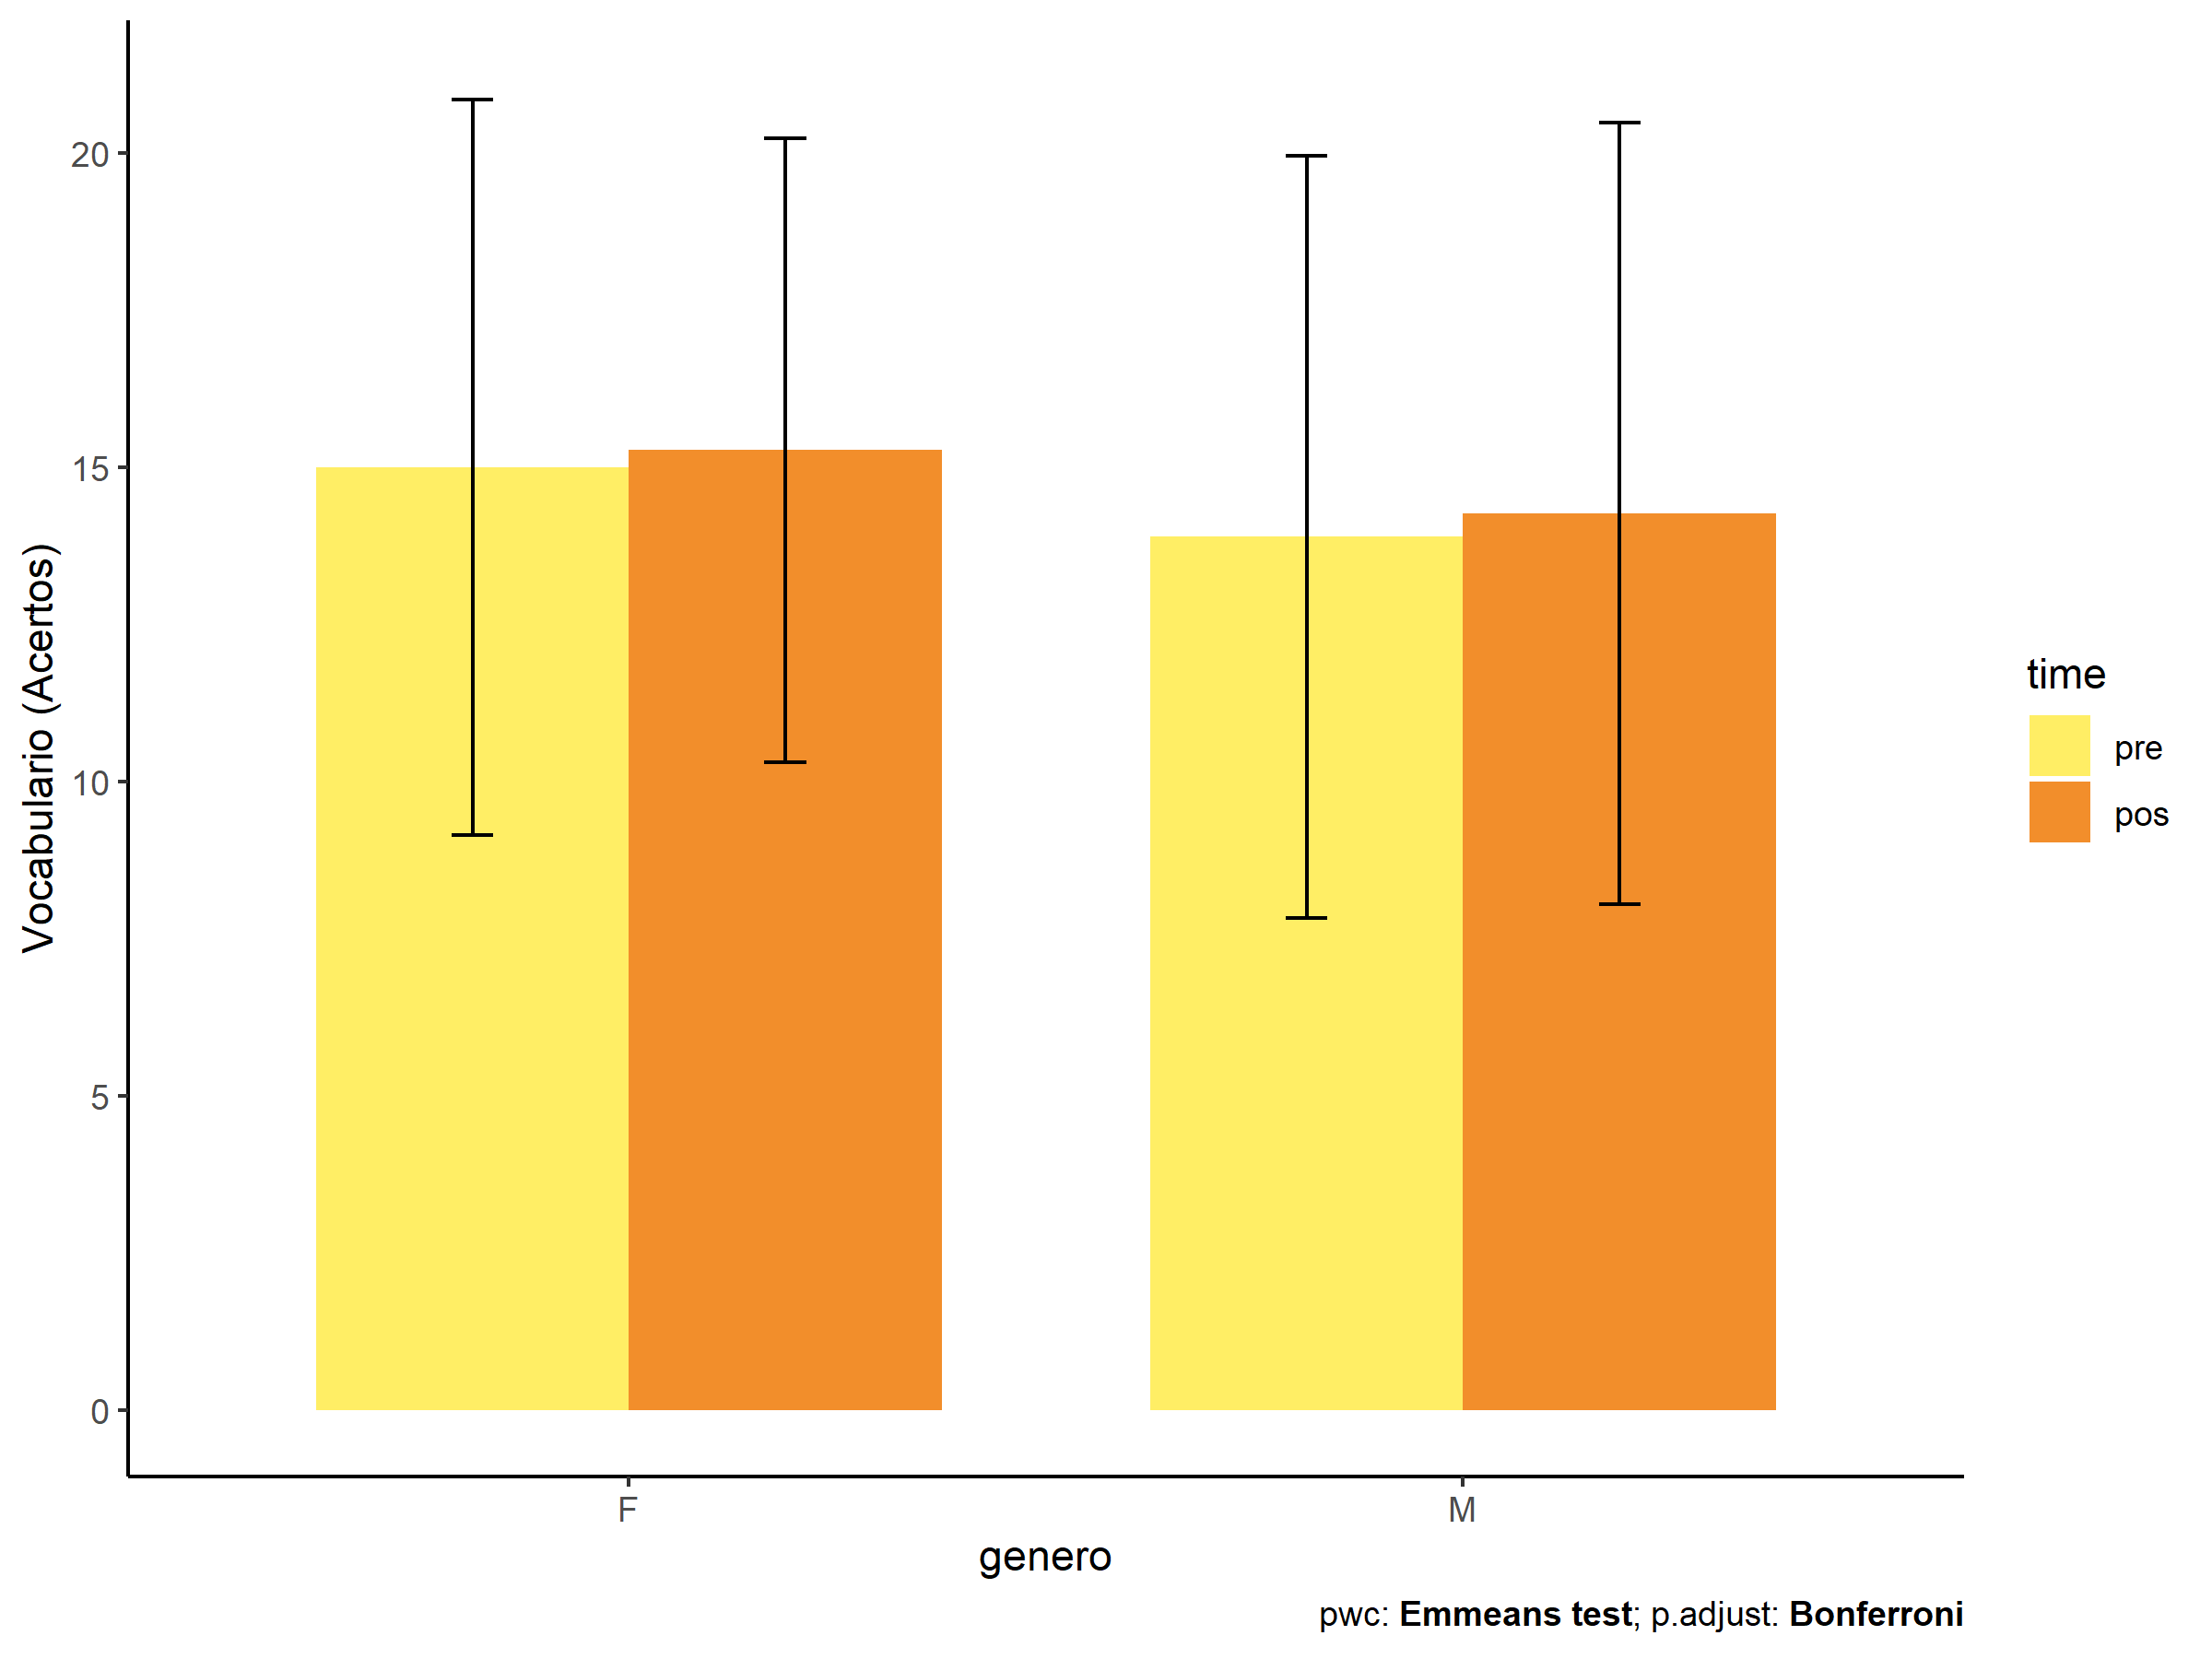 20
15
10
5
0
Vocabulario (Acertos)
F
M
genero
time
pre
pos
pwc: Emmeans test; p.adjust: Bonferroni